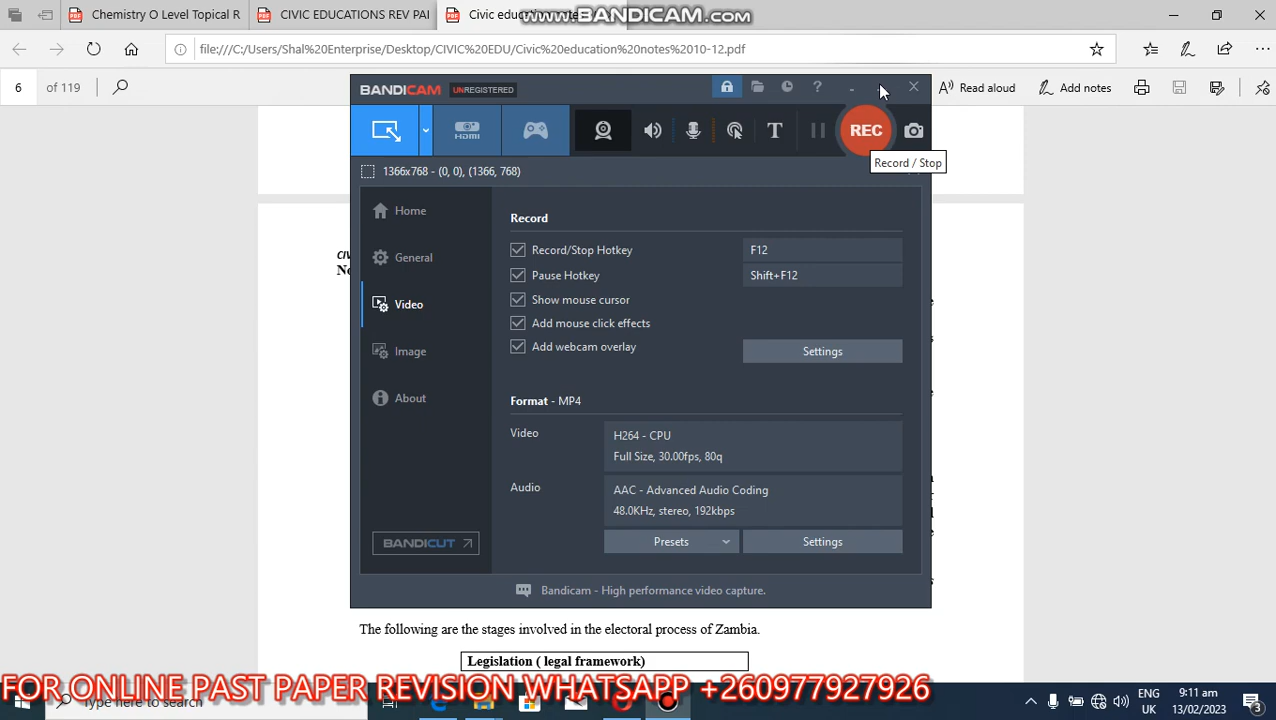 Chemistry O Level Topical R
CIVIC EDUCATIONS REV PAI
Civic edu
www.BANDICAM.com
file:///C:/Users/Shal%20Enterprise/Desktop/CIVIC%20EDU/Civic%20education%20notes%2010-12.pdf
6 of 119
Read aloud
Add notes
BANDICAM UNREGISTERED
HDMI
T
REC
Record / Stop
1366x768 - (0, 0), (1366, 768)
Home
General
Video
Image
About
BANDICUT
Record
Record/Stop Hotkey F12
Pause Hotkey Shift+F12
Show mouse cursor
Add mouse click effects
Add webcam overlay
Settings
Format - MP4
Video
H264 - CPU
Full Size, 30.00fps, 80q
Audio
AAC - Advanced Audio Coding
48.0KHz, stereo, 192kbps
Presets
Settings
Bandicam - High performance video capture.
The following are the stages involved in the electoral process of Zambia.
Legislation ( legal framework)
FOR ONLINE PAST PAPER REVISION WHATSAPP +260977927926
Type here to search
ENG
UK
9:11 am
13/02/2023
3